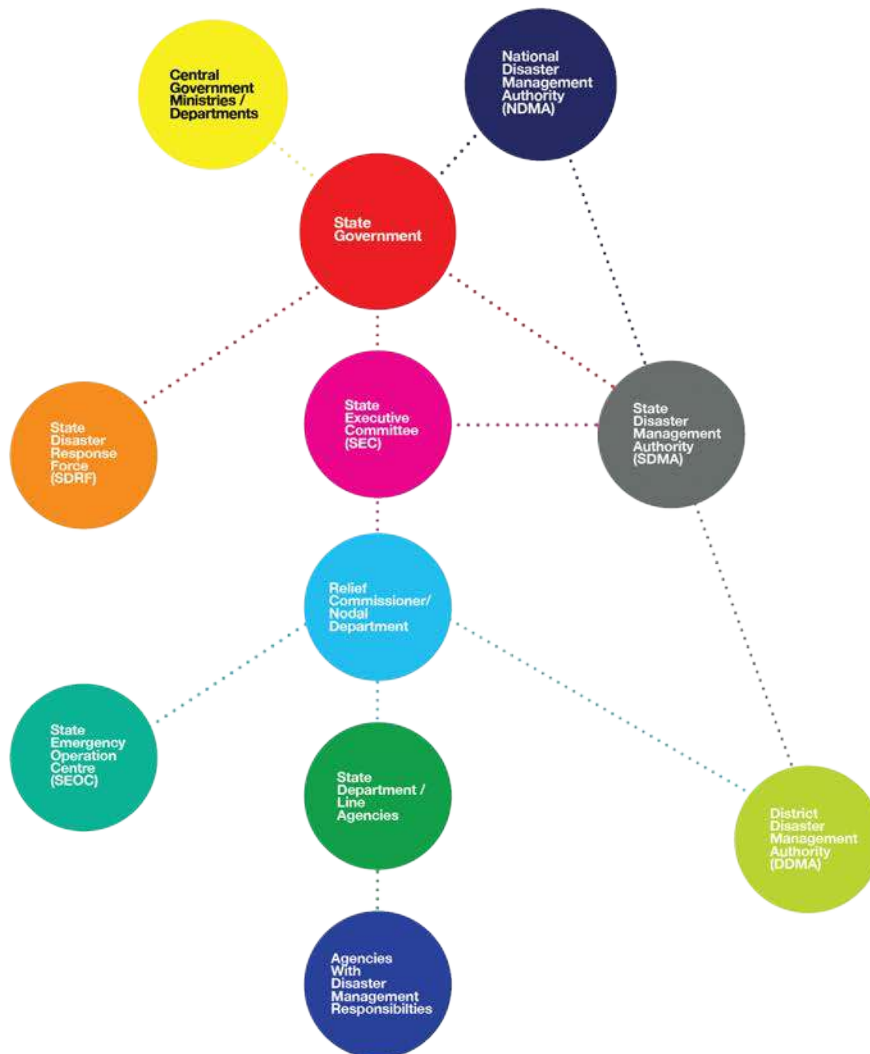 Central
Government
Ministries /
Departments
National
Disaster
Management
Authority
(NDMA)
State
Government
State
Disaster
Response
Force
(SDRF)
State
Executive
Committee
(SEC)
State
Disaster
Management
Authority
(SDMA)
Relief
Commissioner/
Nodal
Department
State
Emergency
Operation
Centre
(SEOC)
State
Department /
Line
Agencies
District
Disaster
Management
Authority
(DDMA)
Agencies
With
Disaster
Management
Responsibilties